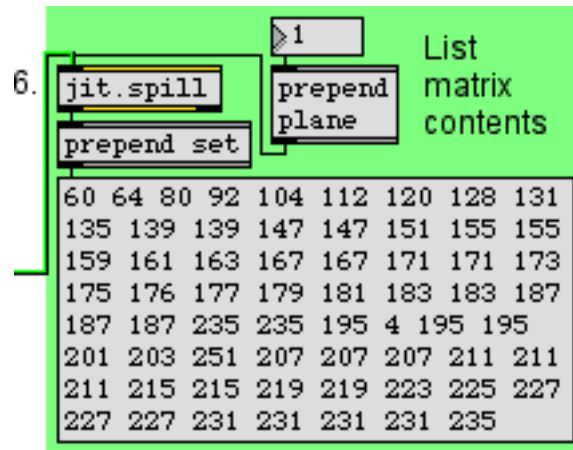 6.
jit.spill
prepend set
1
prepend
plane
List
matrix
contents
60 64 80 92 104 112 120 128 131
135 139 139 147 147 151 155 155
159 161 163 167 167 171 171 173
175 176 177 179 181 183 183 187
187 187 235 235 195 4 195 195
201 203 251 207 207 207 211 211
211 215 215 219 219 223 225 227
227 227 231 231 231 231 235